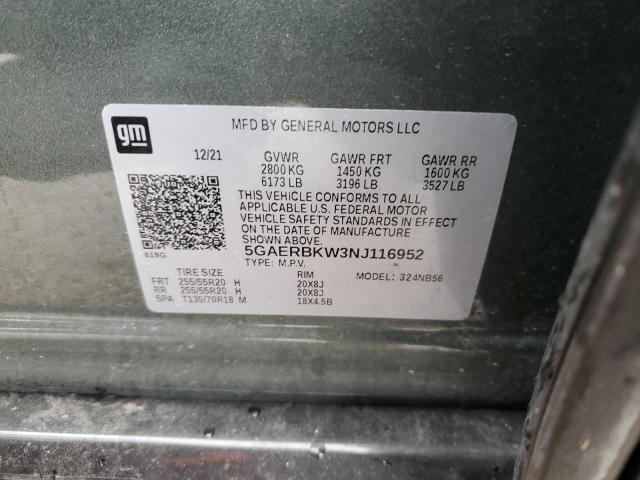 gm
MFD BY GENERAL MOTORS LLC
12/21 GVWR GAWR FRT GAWR RR
2800 KG 1450 KG 1600 KG
6173 LB 3196 LB 3527 LB
THIS VEHICLE CONFORMS TO ALL
APPLICABLE U.S. FEDERAL MOTOR
VEHICLE SAFETY STANDARDS IN EFFECT
ON THE DATE OF MANUFACTURE
SHOWN ABOVE.
619G
5GAERBKW3NJ116952
TYPE: M.P.V. MODEL: 324NB56
TIRE SIZE RIM
FRT 255/55R20 H 20X8J
RR 255/55R20 H 20X8J
SPA T135/70R18 M 18X4.5B